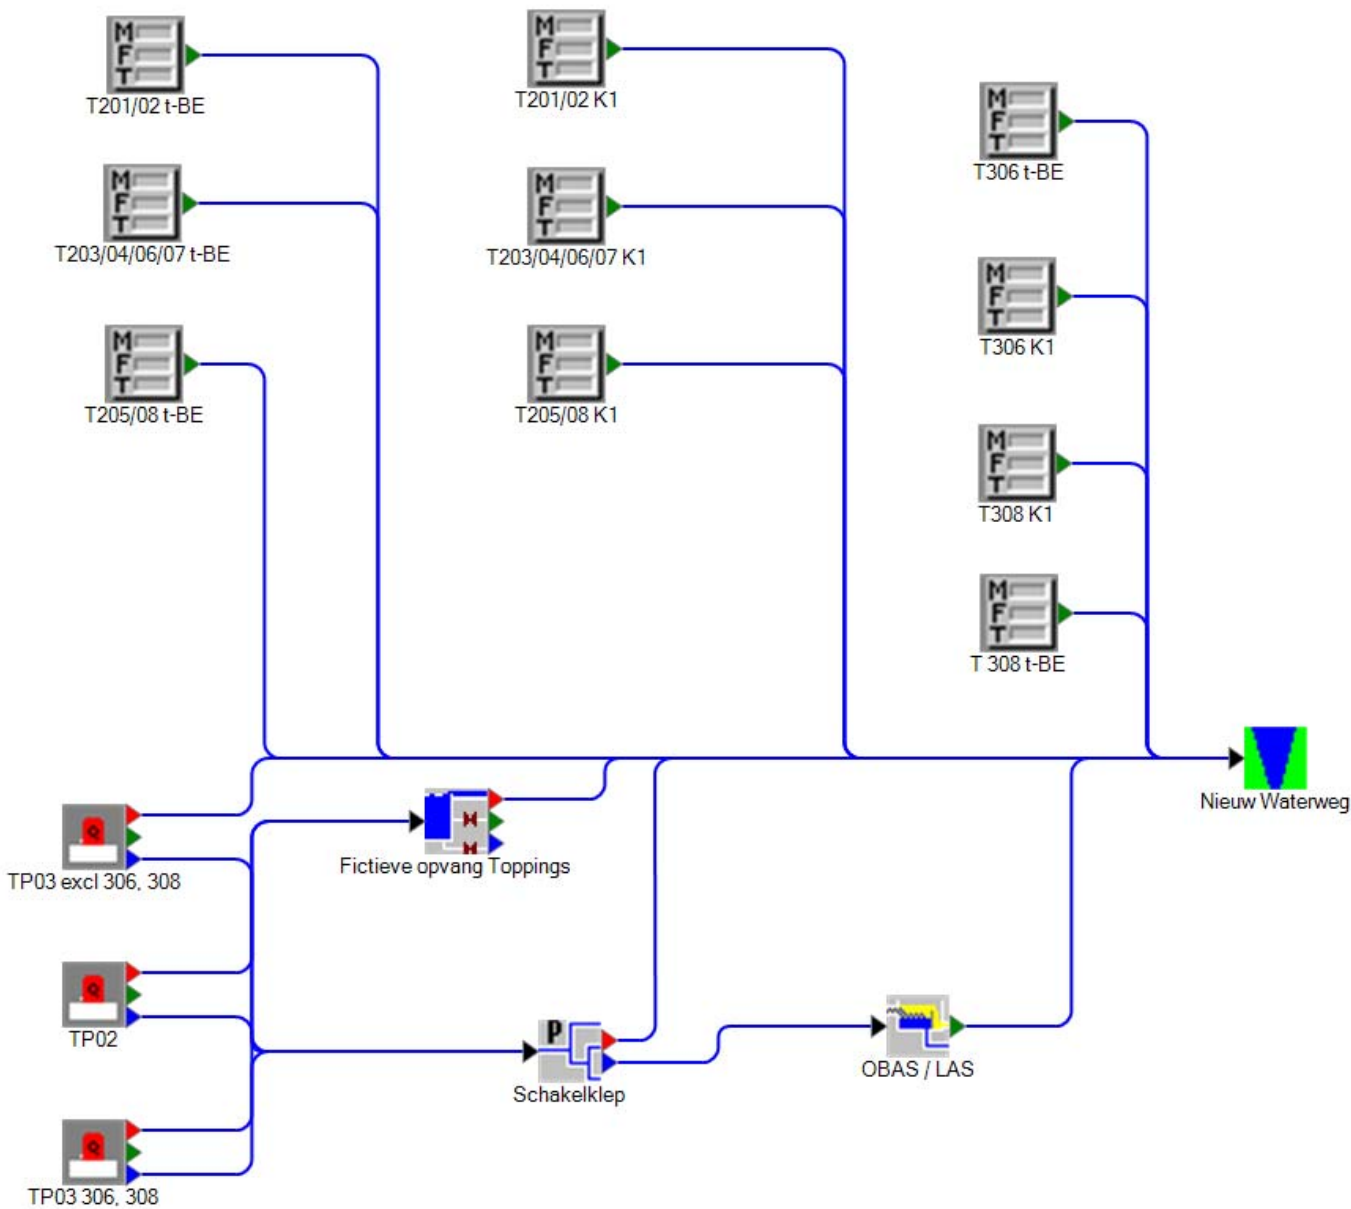 M
F
T
T201/02 t-BE
M
F
T
T201/02 K1
M
F
T
T306 t-BE
M
F
T
T203/04/06/07 t-BE
M
F
T
T203/04/06/07 K1
M
F
T
T306 K1
M
F
T
T205/08 t-BE
M
F
T
T205/08 K1
M
F
T
T308 K1
M
F
T
T 308 t-BE
Nieuw Waterweg
Q
TP03 excl 306, 308
Fictieve opvang Toppings
Q
TP02
P
Schakelklep
OBAS / LAS
Q
TP03 306, 308